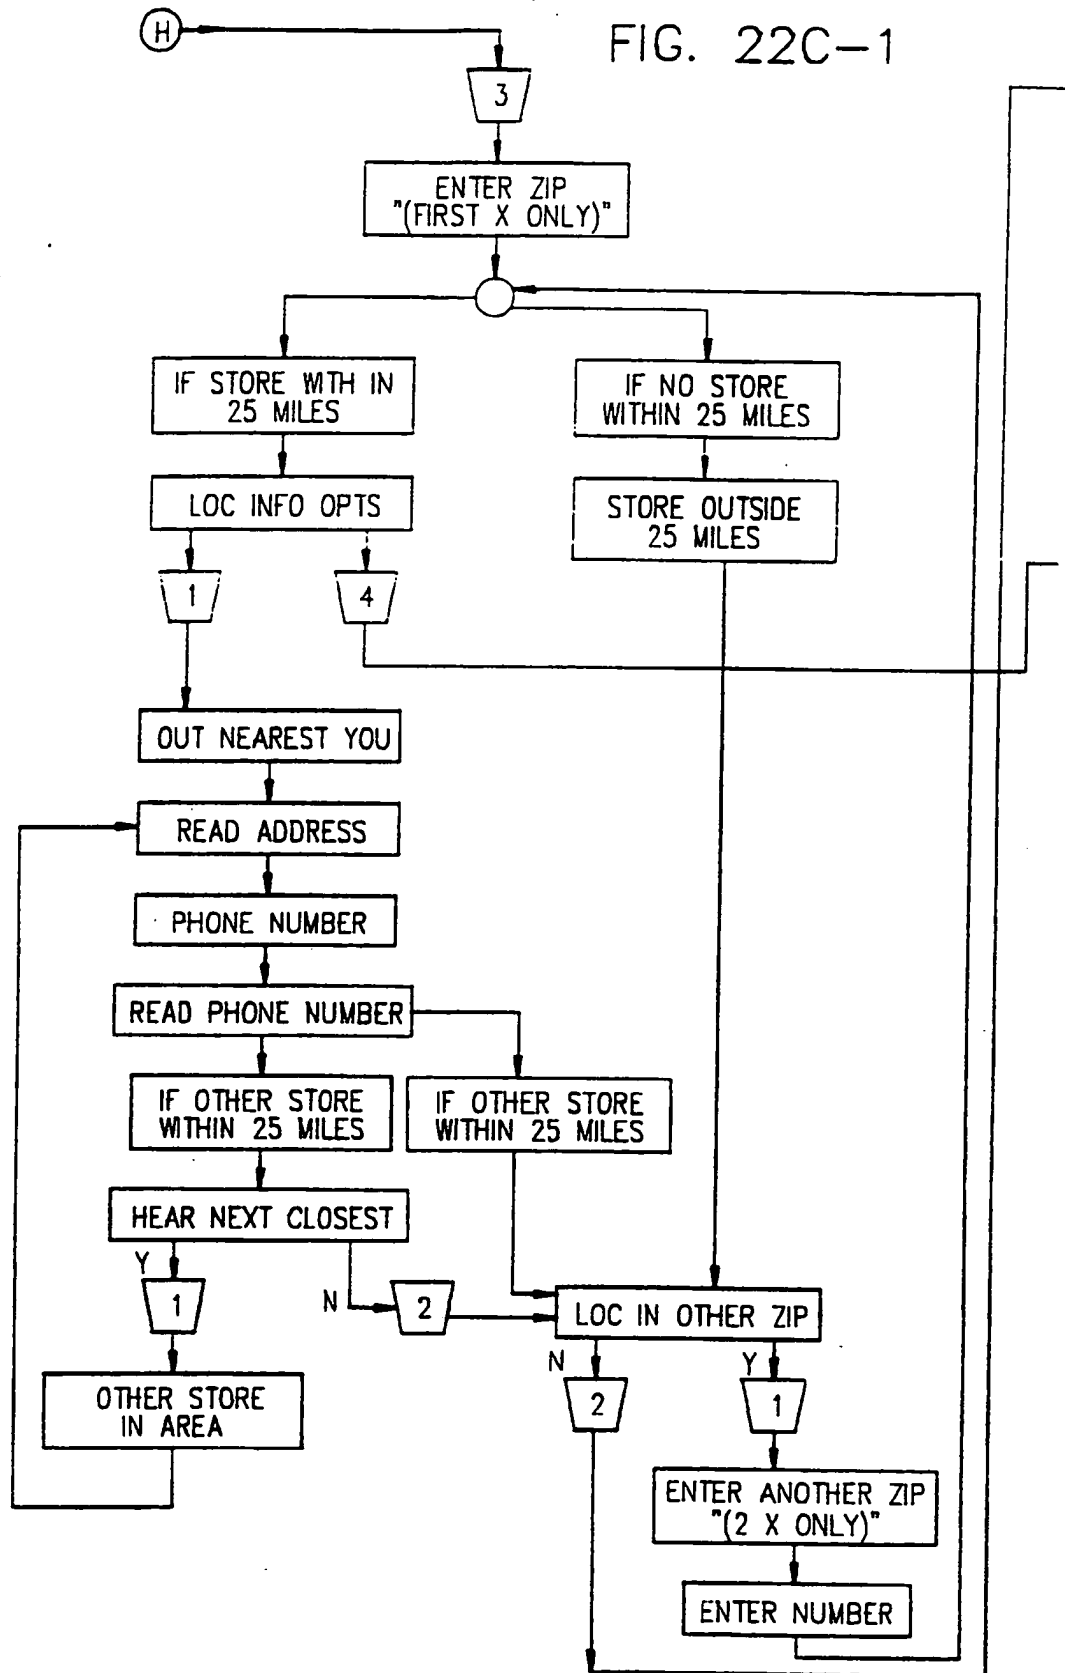 H
FIG. 22C-1
3
ENTER ZIP
"(FIRST X ONLY)"
IF STORE WTH IN
25 MILES
IF NO STORE
WITHIN 25 MILES
LOC INFO OPTS
STORE OUTSIDE
25 MILES
1
4
OUT NEAREST YOU
READ ADDRESS
PHONE NUMBER
READ PHONE NUMBER
IF OTHER STORE
WITHIN 25 MILES
IF OTHER STORE
WITHIN 25 MILES
HEAR NEXT CLOSEST
Y
1
N
2
LOC IN OTHER ZIP
N
2
Y
1
OTHER STORE
IN AREA
ENTER ANOTHER ZIP
"(2 X ONLY)"
ENTER NUMBER